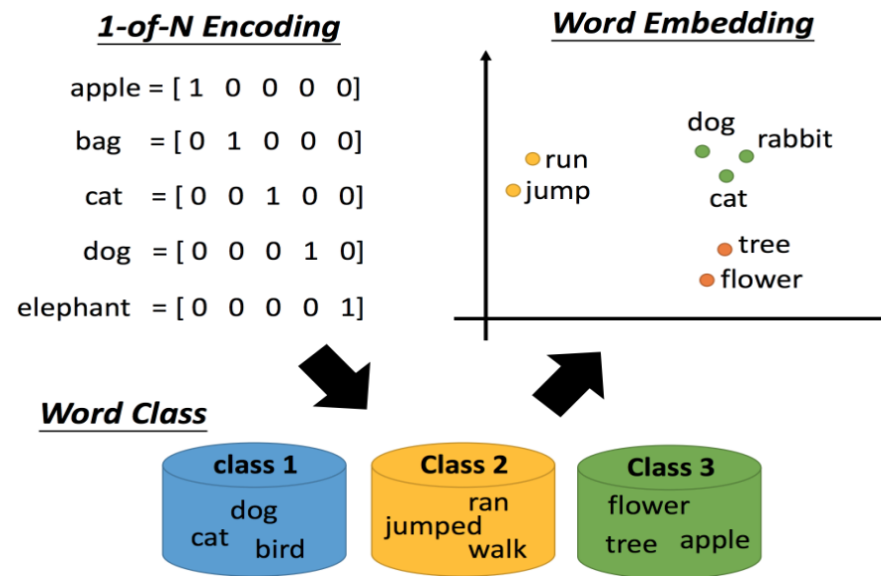 1-of-N Encoding
apple = [ 1 0 0 0 0]
bag = [ 0 1 0 0 0]
cat = [ 0 0 1 0 0]
dog = [ 0 0 0 1 0]
elephant = [ 0 0 0 0 1]
Word Embedding
dog
rabbit
run
jump
cat
tree
flower
Word Class
class 1
dog
cat
bird
Class 2
ran
jumped
walk
Class 3
flower
tree apple